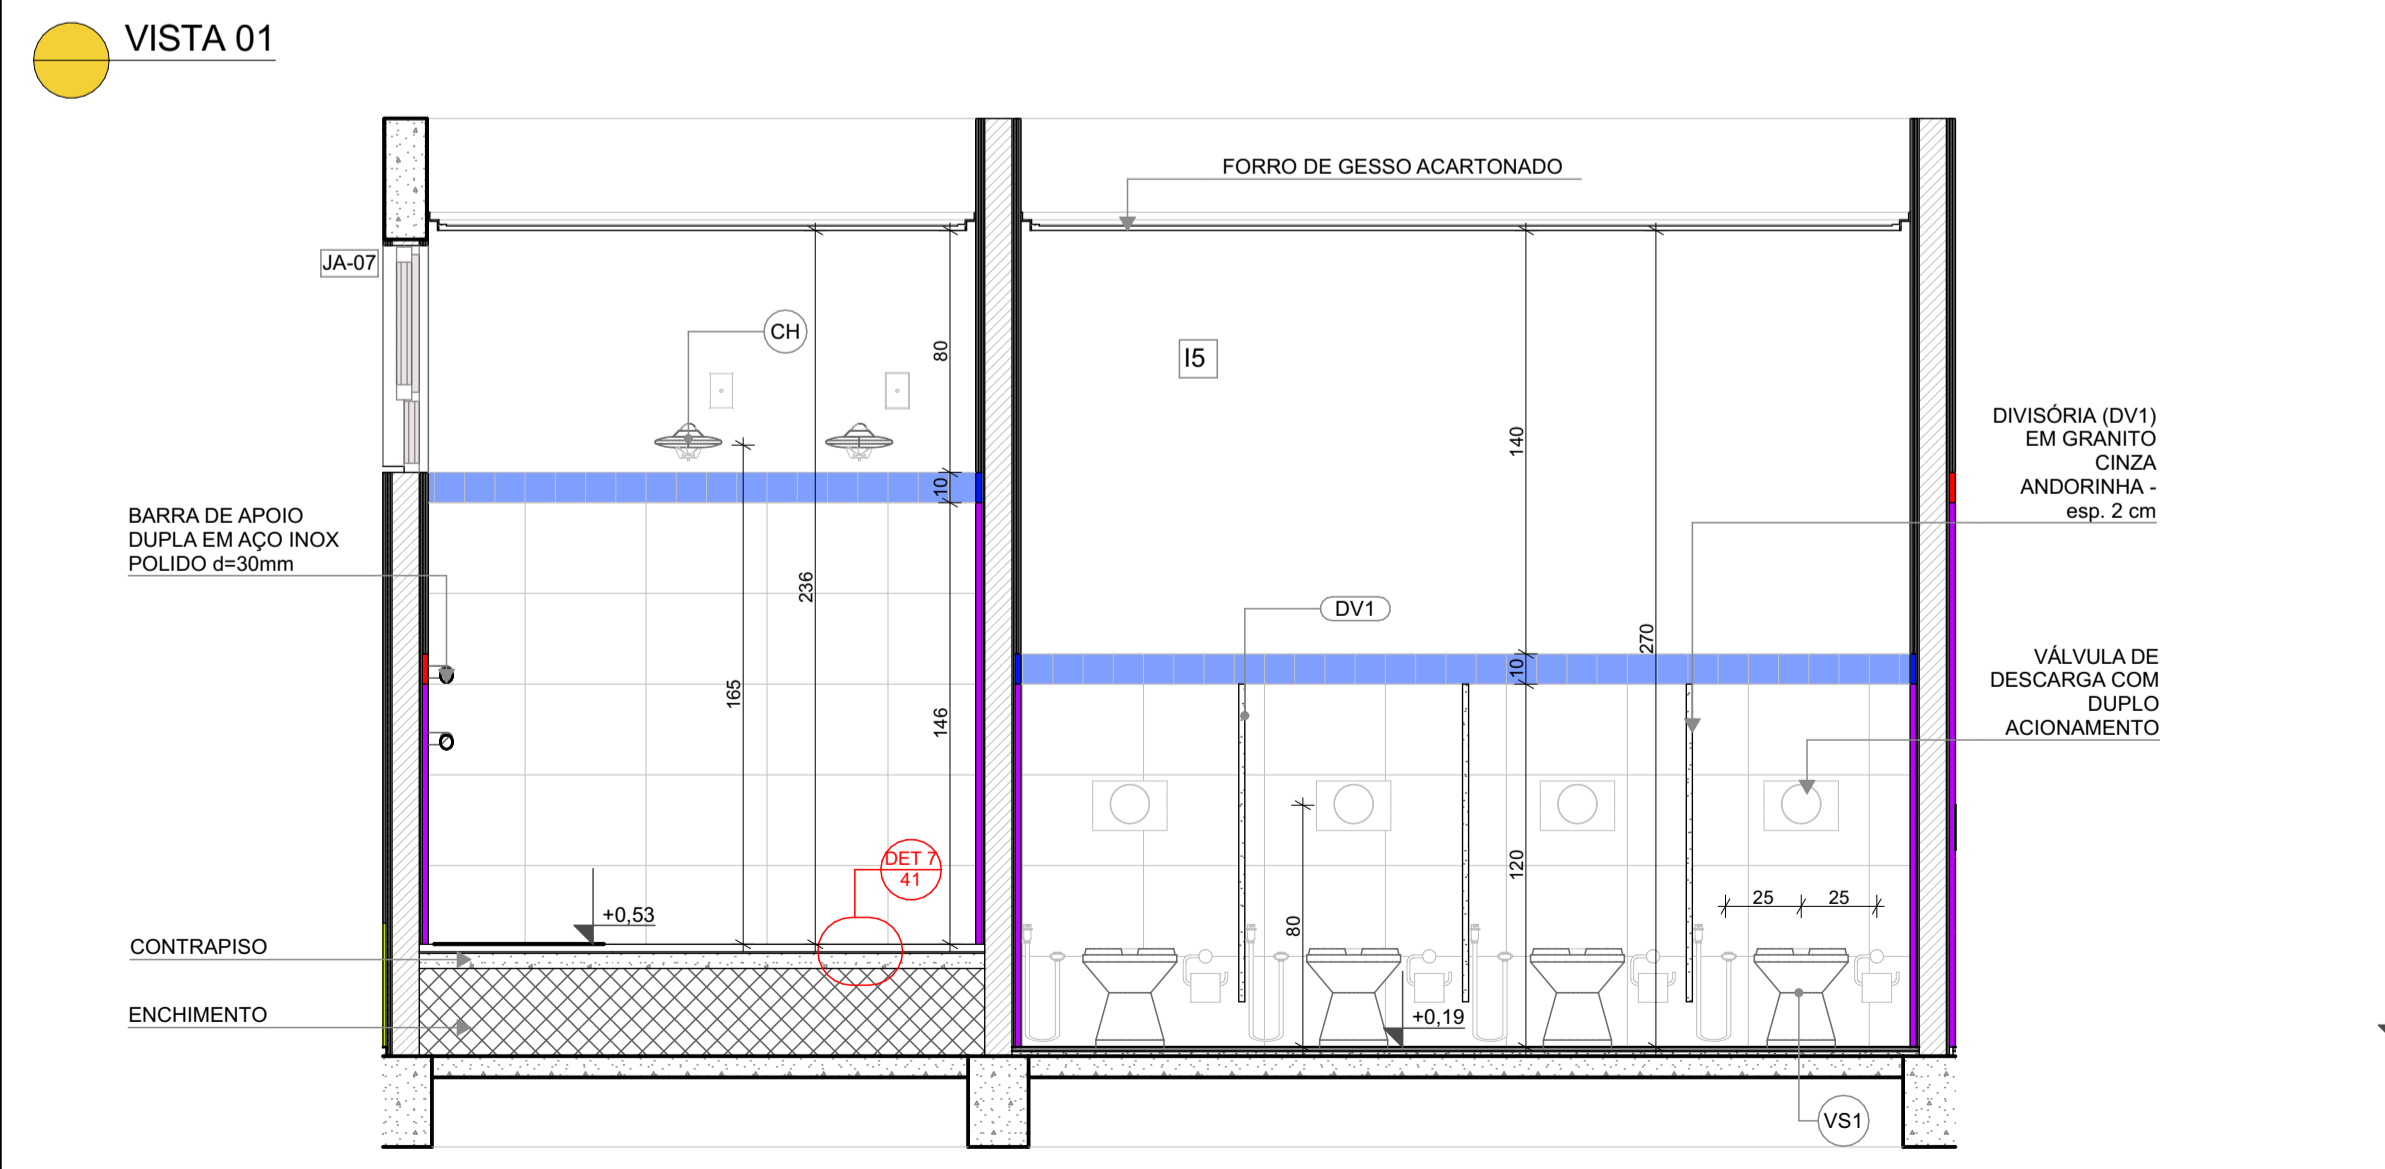 VISTA 01
FORRO DE GESSO ACARTONADO
JA-07
CH
80
I5
10
140
DIVISÓRIA (DV1)
EM GRANITO
CINZA
ANDORINHA -
esp. 2 cm
BARRA DE APOIO
DUPLA EM AÇO INOX
POLIDO d=30mm
236
DV1
270
10
165
146
VÁLVULA DE
DESCARGA COM
DUPLO
ACIONAMENTO
DET 7
41
120
25
25
80
+0,53
CONTRAPISO
+0,19
ENCHIMENTO
VS1